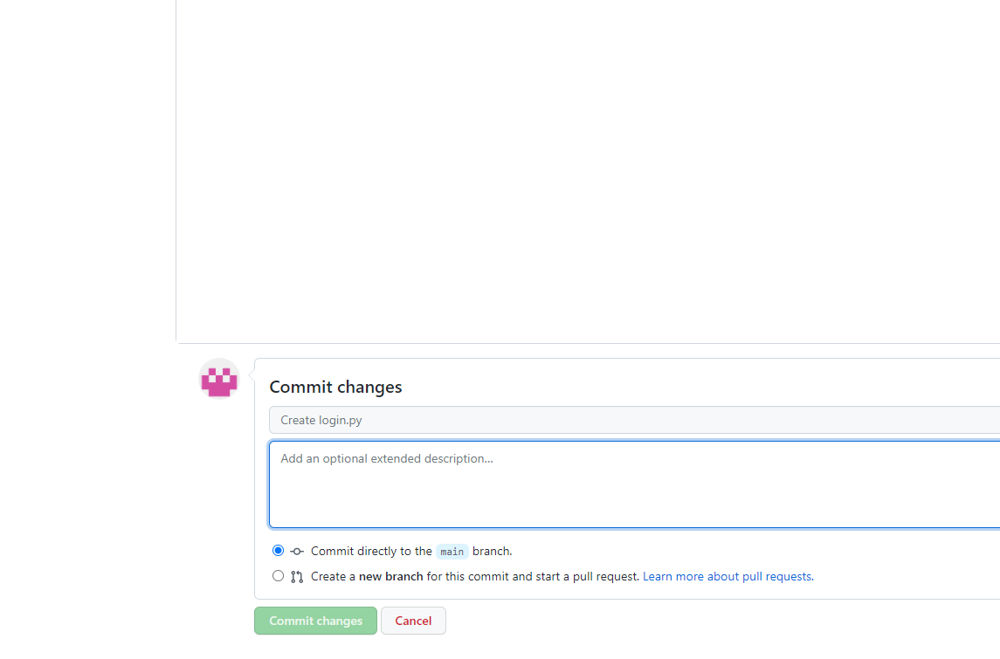 Commit changes
Create login.py
Add an optional extended description...
Commit directly to the main branch.
Create a new branch for this commit and start a pull request. Learn more about pull requests.
Commit changes Cancel